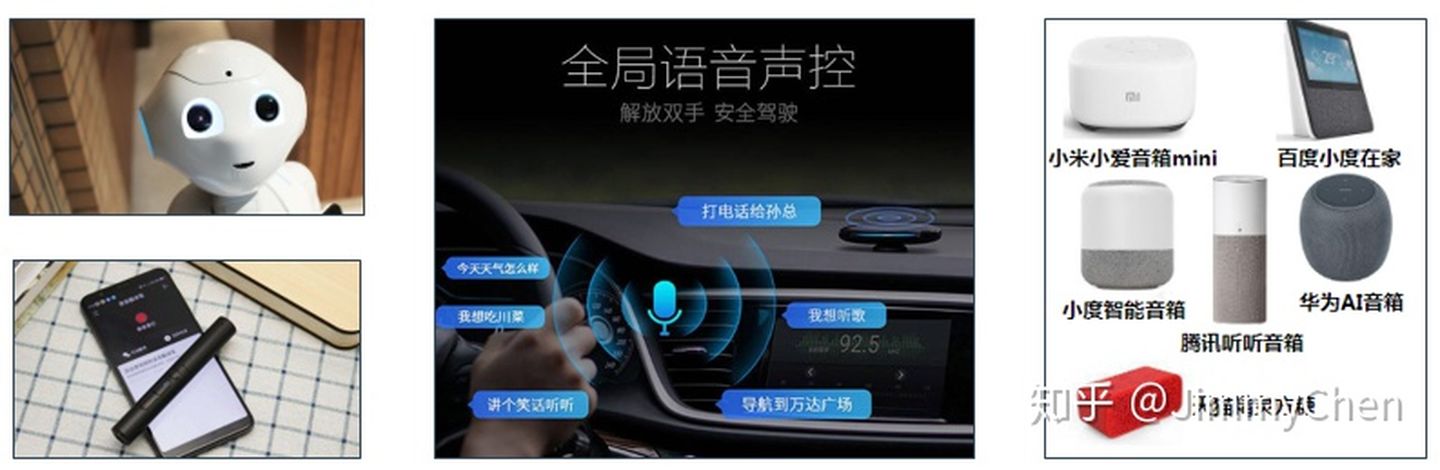 全局语音声控
解放双手 安全驾驶
打电话给孙总
今天天气怎么样
我想吃川菜
我想听歌
92.5
讲个笑话听听
导航到万达广场
小米小爱音箱mini
百度小度在家
小度智能音箱
华为AI音箱
腾讯听听音箱
知乎 @JimmyChen